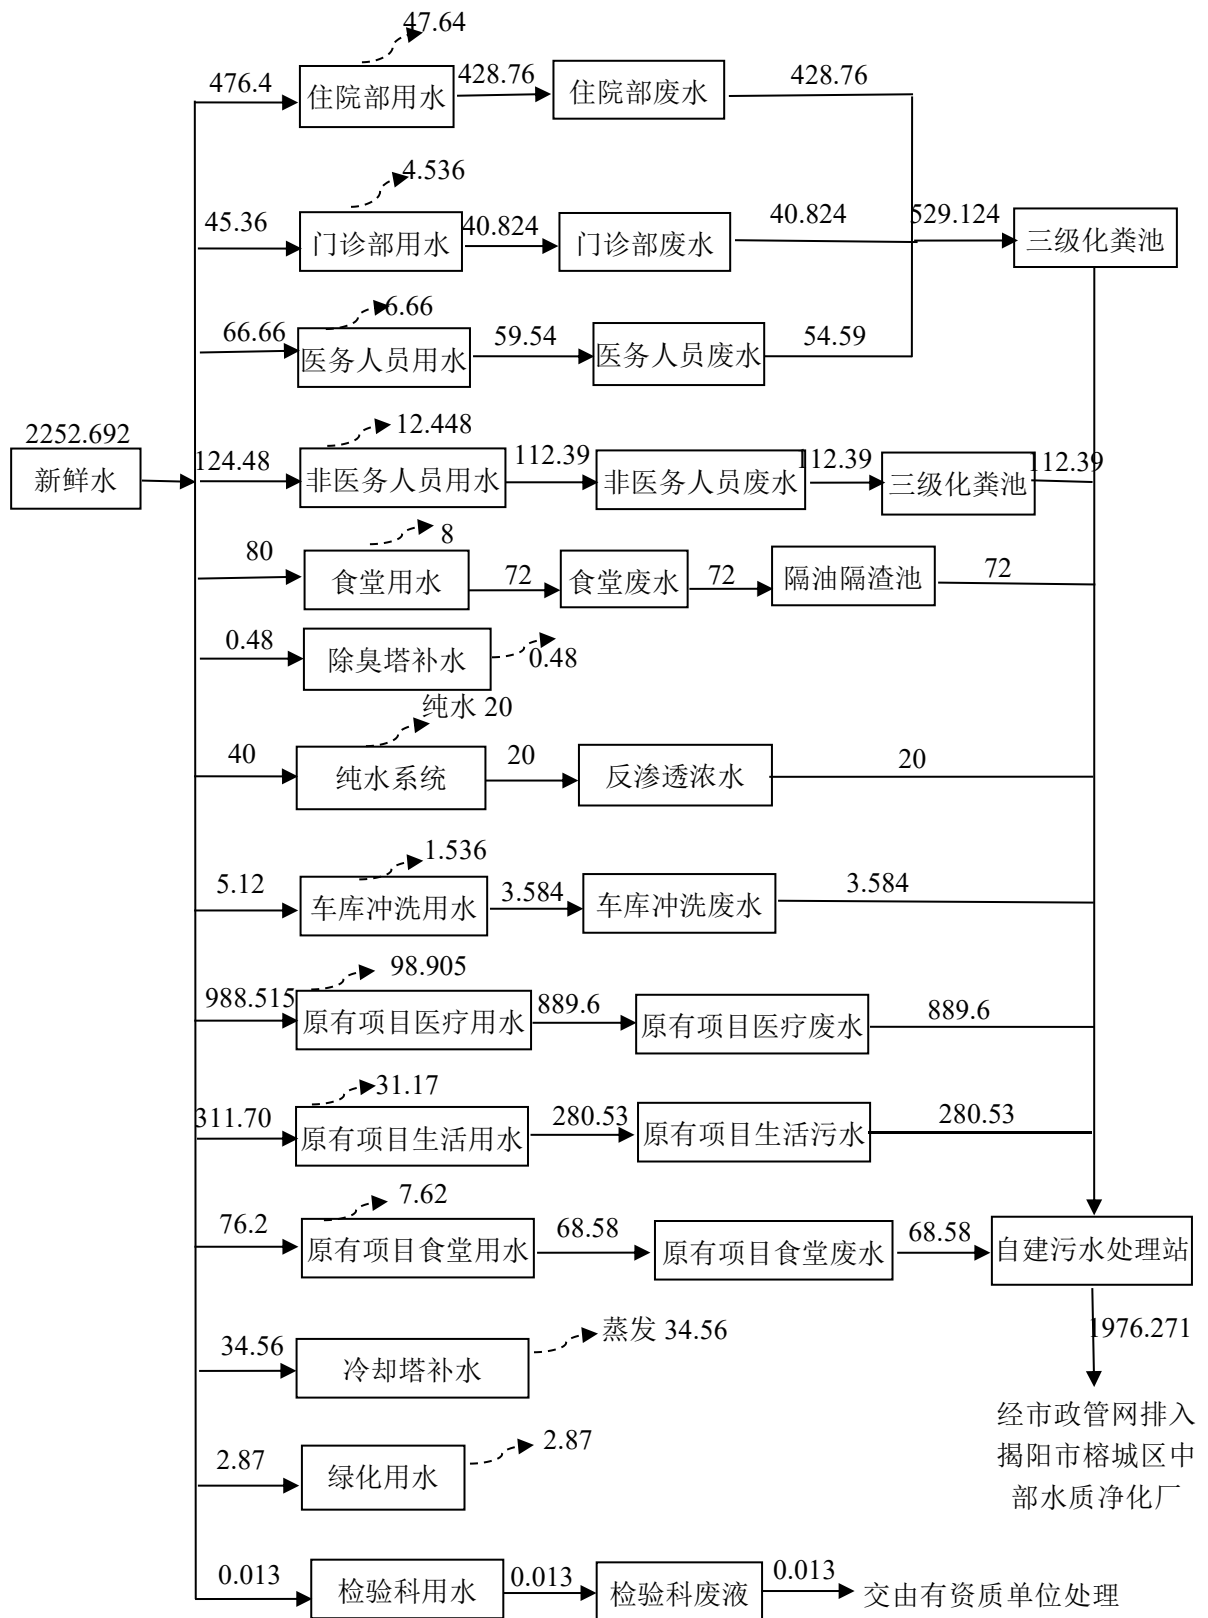 47.64
476.4
住院部用水
428.76
住院部废水
428.76
4.536
45.36
门诊部用水
40.824
门诊部废水
40.824
529.124
三级化粪池
6.66
66.66
医务人员用水
59.54
医务人员废水
54.59
2252.692
新鲜水
12.448
124.48
非医务人员用水
112.39
非医务人员废水
112.39
三级化粪池
112.39
8
80
食堂用水
72
食堂废水
72
隔油隔渣池
72
0.48
除臭塔补水
0.48
纯水 20
40
纯水系统
20
反渗透浓水
20
1.536
5.12
车库冲洗用水
3.584
车库冲洗废水
3.584
98.905
988.515
原有项目医疗用水
889.6
原有项目医疗废水
889.6
31.17
311.70
原有项目生活用水
280.53
原有项目生活污水
280.53
7.62
76.2
原有项目食堂用水
68.58
原有项目食堂废水
68.58
自建污水处理站
1976.271
经市政管网排入
揭阳市榕城区中
部水质净化厂
蒸发 34.56
34.56
冷却塔补水
2.87
2.87
绿化用水
0.013
检验科用水
0.013
检验科废液
0.013
交由有资质单位处理